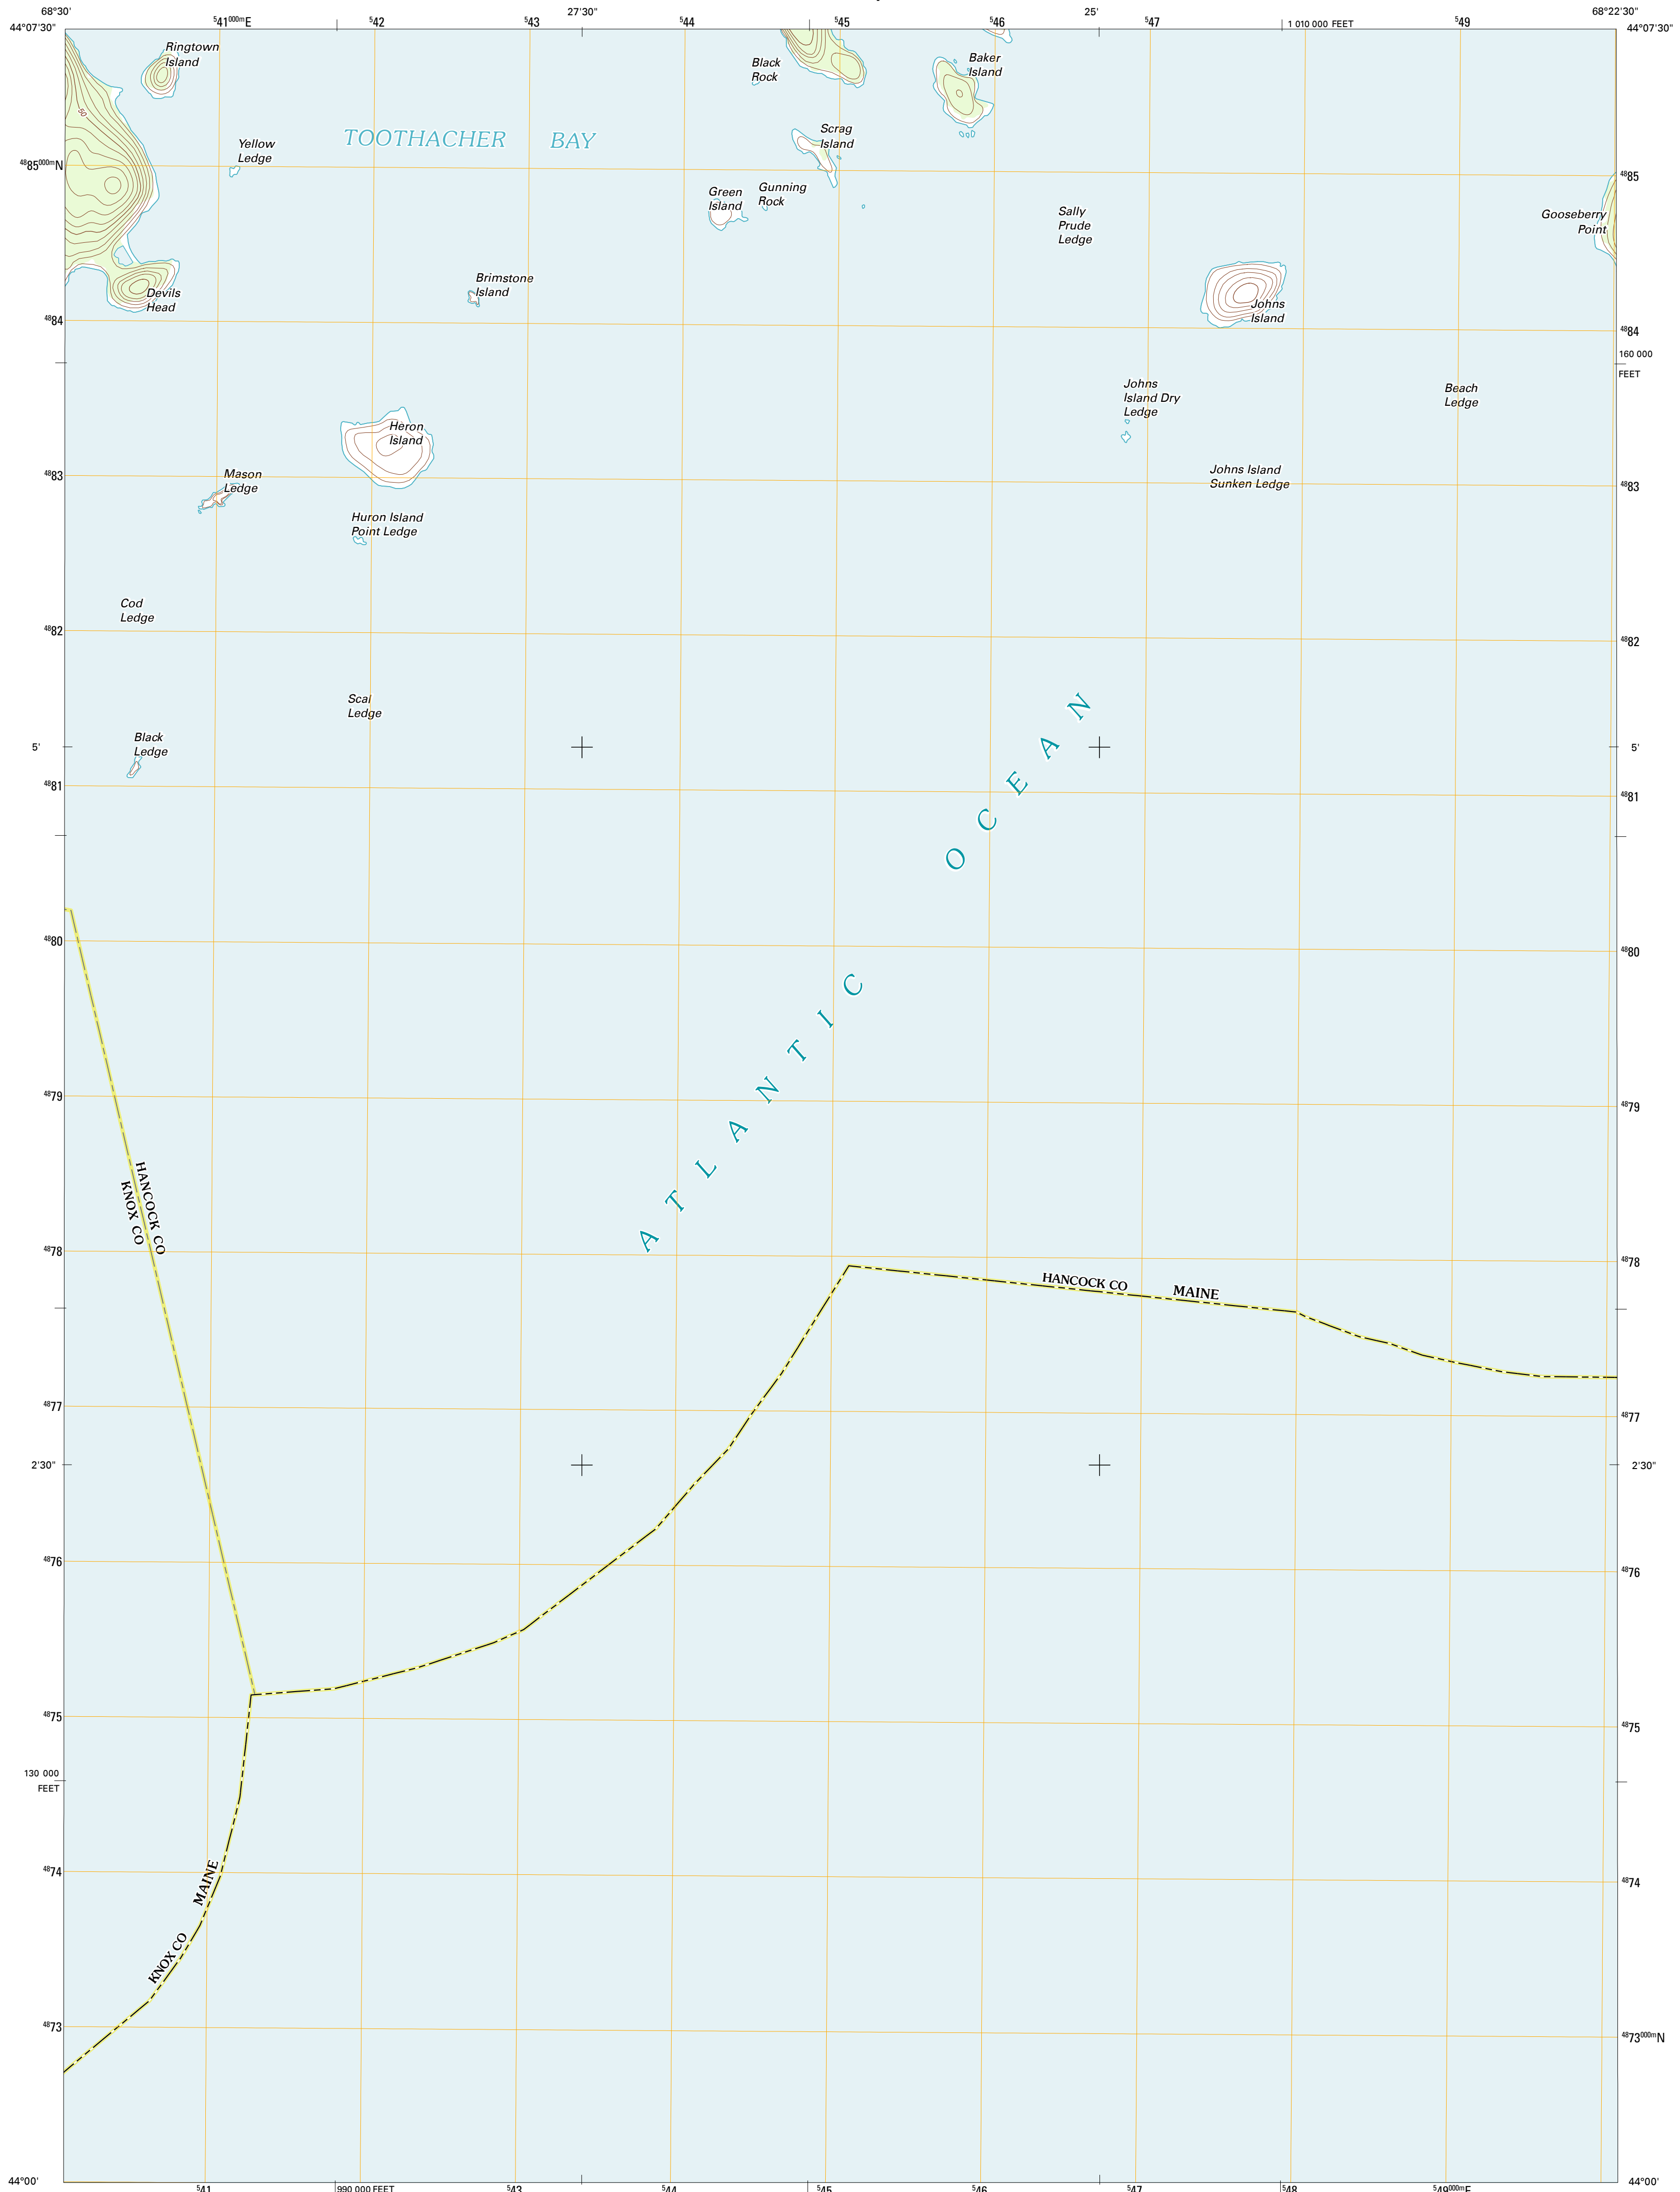 68°30'
⁵41⁰⁰⁰ᵐE
⁵42
⁵43
27'30"
⁵44
⁵45
⁵46
25'
⁵47
1 010 000 FEET
⁵49
68°22'30"
44°07'30"
44°07'30"
Ringtown
Island
Black
Rock
Baker
Island
50
TOOTHACHER BAY
Scrag
Island
Yellow
Ledge
⁴⁸85⁰⁰⁰ᵐN
⁴⁸85
Green
Island
Gunning
Rock
Sally
Prude
Ledge
Gooseberry
Point
Devils
Head
Brimstone
Island
Johns
Island
⁴⁸84
⁴⁸84
160 000
FEET
Johns
Island Dry
Ledge
Beach
Ledge
Heron
Island
Mason
Ledge
⁴⁸83
⁴⁸83
Johns Island
Sunken Ledge
Huron Island
Point Ledge
Cod
Ledge
⁴⁸82
⁴⁸82
Scal
Ledge
Black
Ledge
5'
5'
⁴⁸81
⁴⁸81
ATLANTIC OCEAN
⁴⁸80
⁴⁸80
⁴⁸79
⁴⁸79
HANCOCK CO
KNOX CO
⁴⁸78
⁴⁸78
HANCOCK CO MAINE
⁴⁸77
⁴⁸77
2'30"
2'30"
⁴⁸76
⁴⁸76
⁴⁸75
⁴⁸75
130 000
FEET
⁴⁸74
⁴⁸74
KNOX CO MAINE
⁴⁸73
⁴⁸73⁰⁰⁰ᵐN
44°00'
44°00'
⁵41
990 000 FEET
⁵43
⁵44
⁵45
⁵46
⁵47
⁵48
⁵49⁰⁰⁰ᵐE